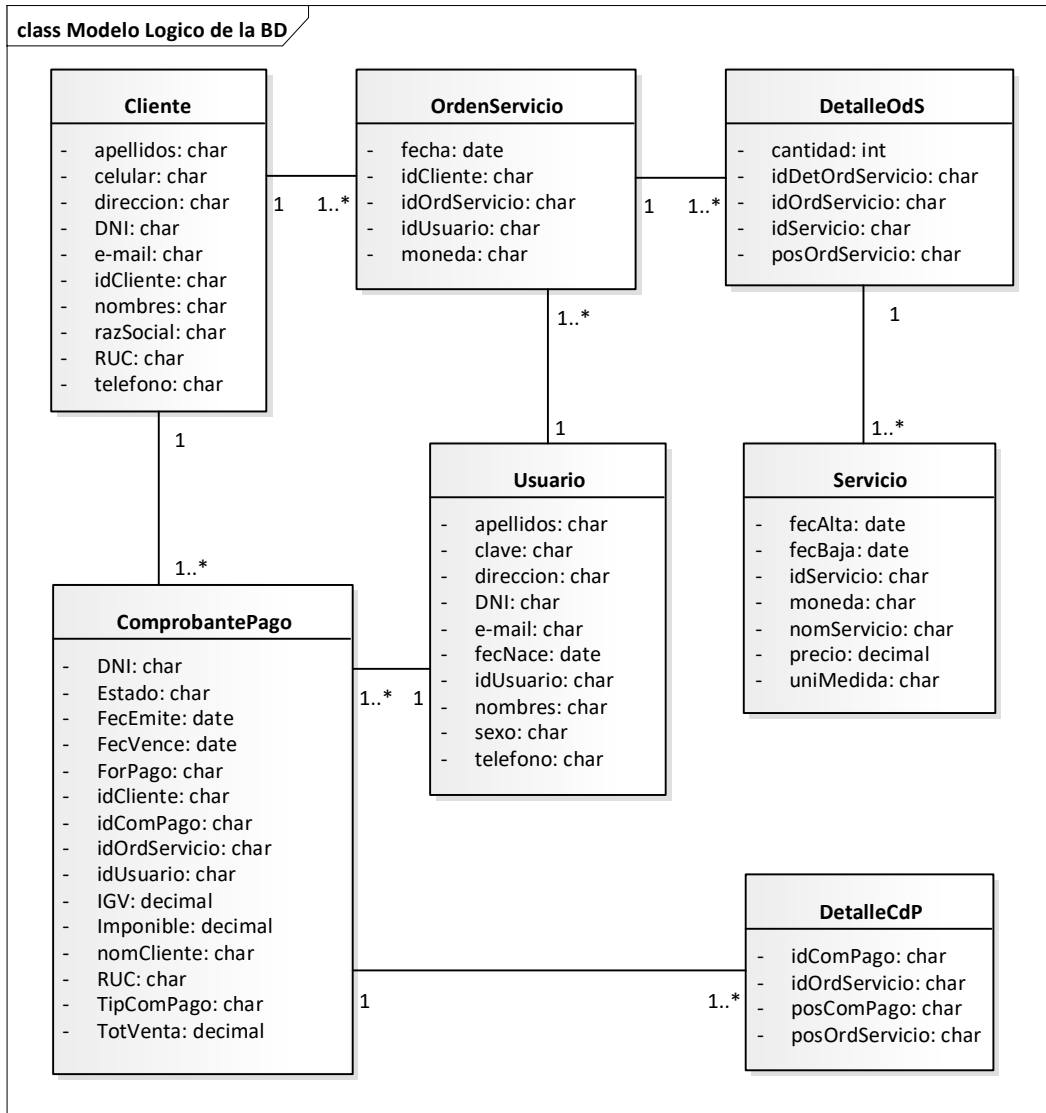 class Modelo Logico de la BD
Cliente
- apellidos: char
- celular: char
- direccion: char
- DNI: char
- e-mail: char
- idCliente: char
- nombres: char
- razSocial: char
- RUC: char
- telefono: char
1
1..*
OrdenServicio
- fecha: date
- idCliente: char
- idOrdServicio: char
- idUsuario: char
- moneda: char
1
1..*
DetalleOdS
- cantidad: int
- idDetOrdServicio: char
- idOrdServicio: char
- idServicio: char
- posOrdServicio: char
1..*
1
1
1..*
1
1..*
Usuario
- apellidos: char
- clave: char
- direccion: char
- DNI: char
- e-mail: char
- fecNace: date
- idUsuario: char
- nombres: char
- sexo: char
- telefono: char
Servicio
- fecAlta: date
- fecBaja: date
- idServicio: char
- moneda: char
- nomServicio: char
- precio: decimal
- uniMedida: char
ComprobantePago
- DNI: char
- Estado: char
- FecEmite: date
- FecVence: date
- ForPago: char
- idCliente: char
- idComPago: char
- idOrdServicio: char
- idUsuario: char
- IGV: decimal
- Imponible: decimal
- nomCliente: char
- RUC: char
- TipComPago: char
- TotVenta: decimal
1..*
1
DetalleCdP
- idComPago: char
- idOrdServicio: char
- posComPago: char
- posOrdServicio: char
1
1..*